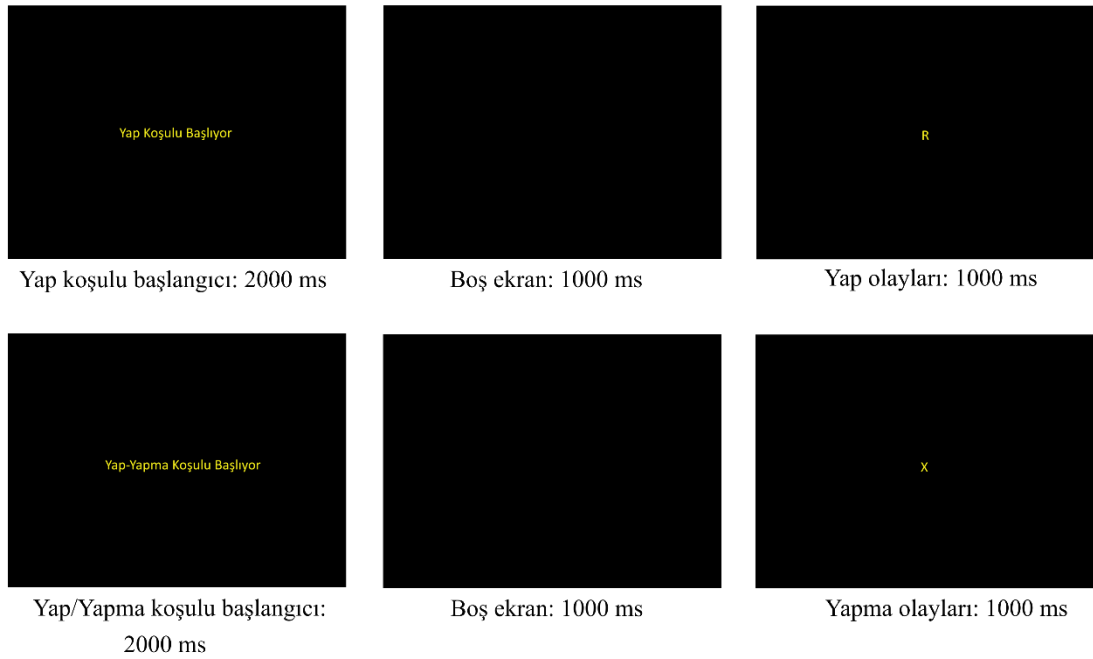 Yap Koşulu Başlıyor
R
Yap koşulu başlangıcı: 2000 ms
Boş ekran: 1000 ms
Yap olayları: 1000 ms
Yap-Yapma Koşulu Başlıyor
X
Yap/Yapma koşulu başlangıcı:
2000 ms
Boş ekran: 1000 ms
Yapma olayları: 1000 ms